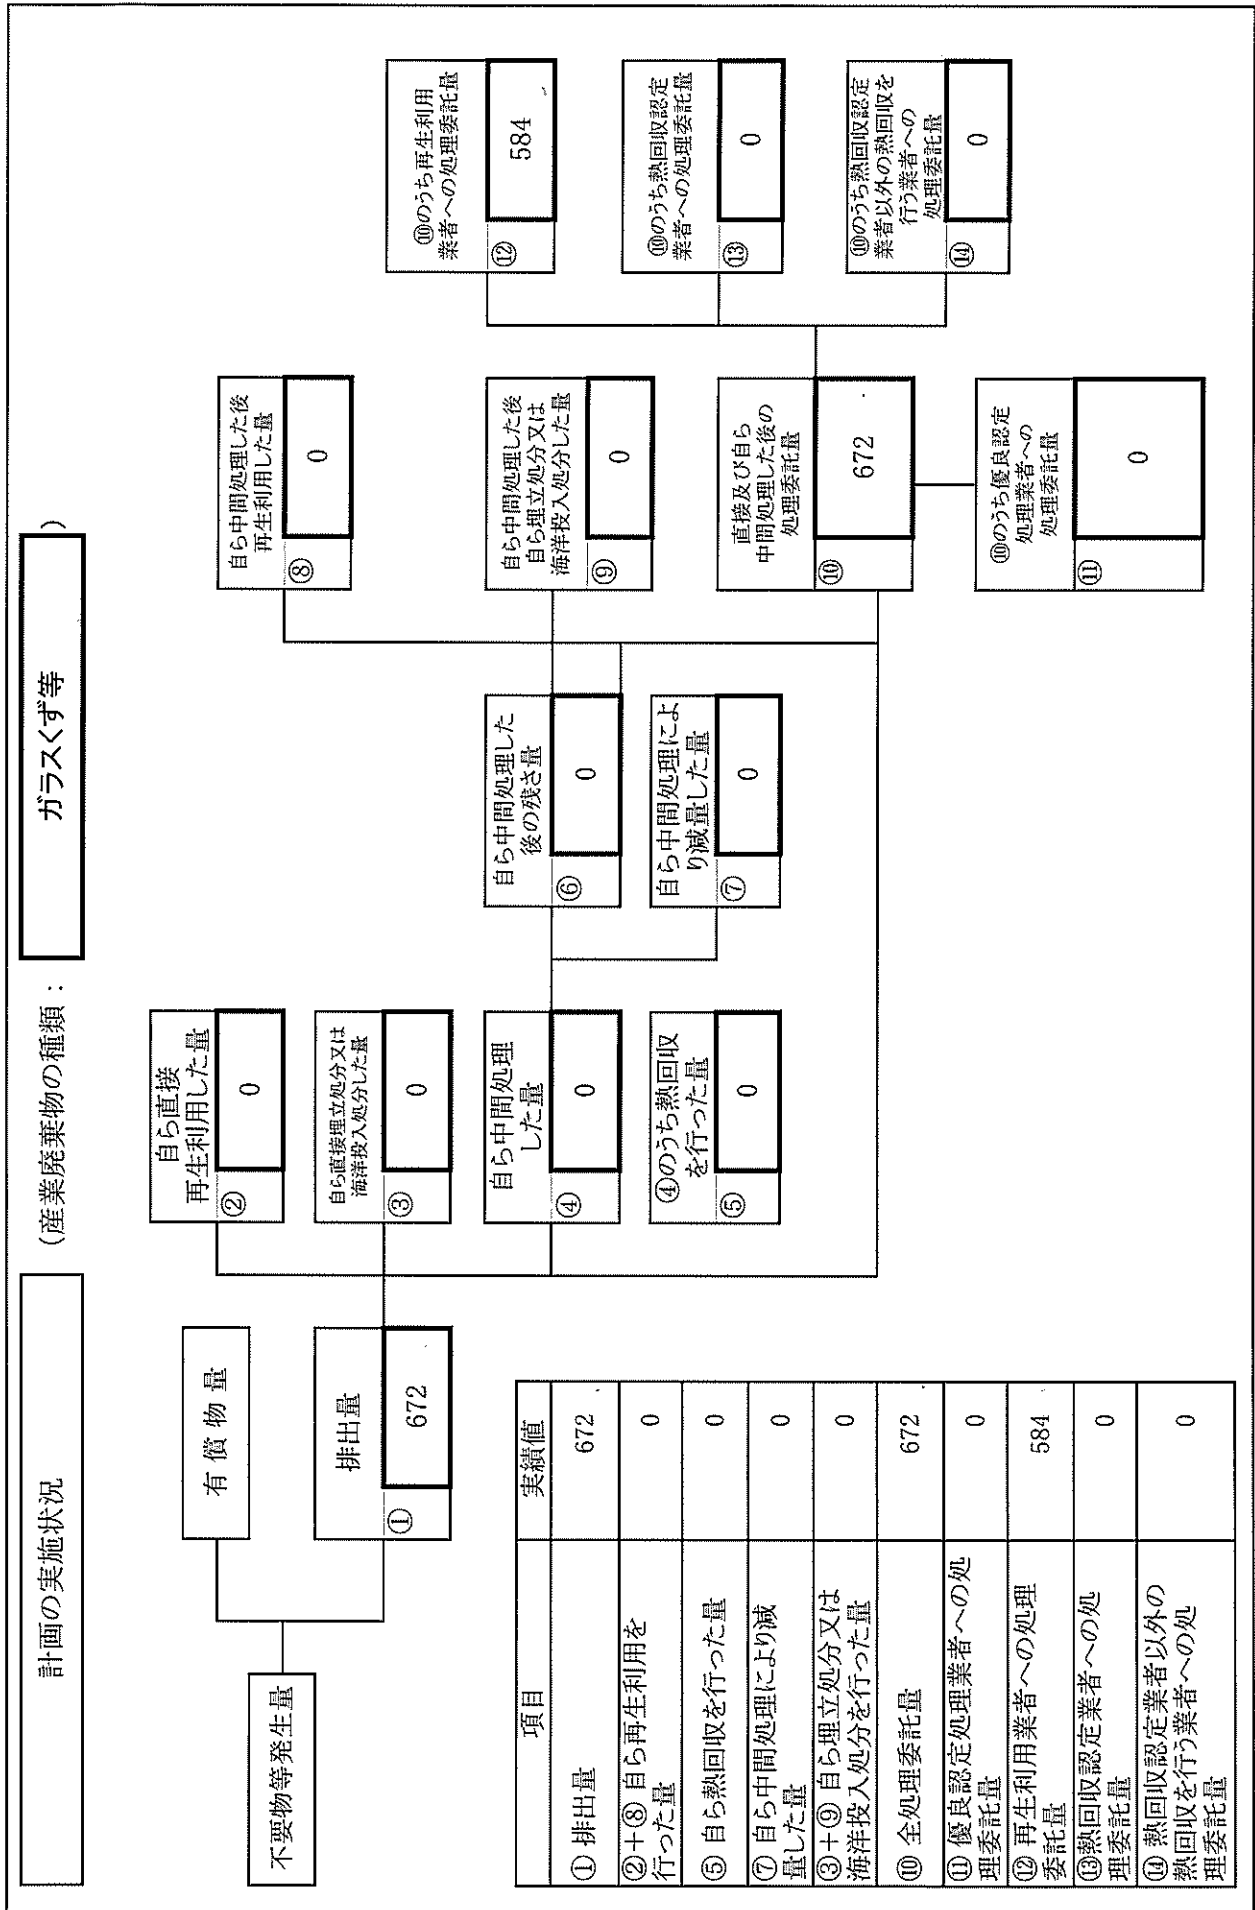 計画の実施状況
（産業廃棄物の種類：
ガラスくず等
）
不要物等発生量
有 償 物 量
排出量
①
672
自ら直接
再生利用した量
②
0
自ら直接埋立処分又は
海洋投入処分した量
③
0
自ら中間処理
した量
④
0
④のうち熱回収
を行った量
⑤
0
自ら中間処理した
後の残さ量
⑥
0
自ら中間処理によ
り減量した量
⑦
0
自ら中間処理した後
再生利用した量
⑧
0
自ら中間処理した後
自ら埋立処分又は
海洋投入処分した量
⑨
0
直接及び自ら
中間処理した後の
処理委託量
⑩
672
⑩のうち優良認定
処理業者への
処理委託量
⑪
0
⑩のうち再生利用
業者への処理委託量
⑫
584
⑩のうち熱回収認定
業者への処理委託量
⑬
0
⑩のうち熱回収認定
業者以外の熱回収を
行う業者への
処理委託量
⑭
0
項目 実績値
①排出量 672
②＋⑧ 自ら再生利用を
行った量 0
⑤ 自ら熱回収を行った量 0
⑦ 自ら中間処理により減
量した量 0
③＋⑨ 自ら埋立処分又は
海洋投入処分を行った量 0
⑩ 全処理委託量 672
⑪ 優良認定処理業者への処
理委託量 0
⑫ 再生利用業者への処理
委託量 584
⑬熱回収認定業者への処
理委託量 0
⑭ 熱回収認定業者以外の
熱回収を行う業者への処
理委託量 0